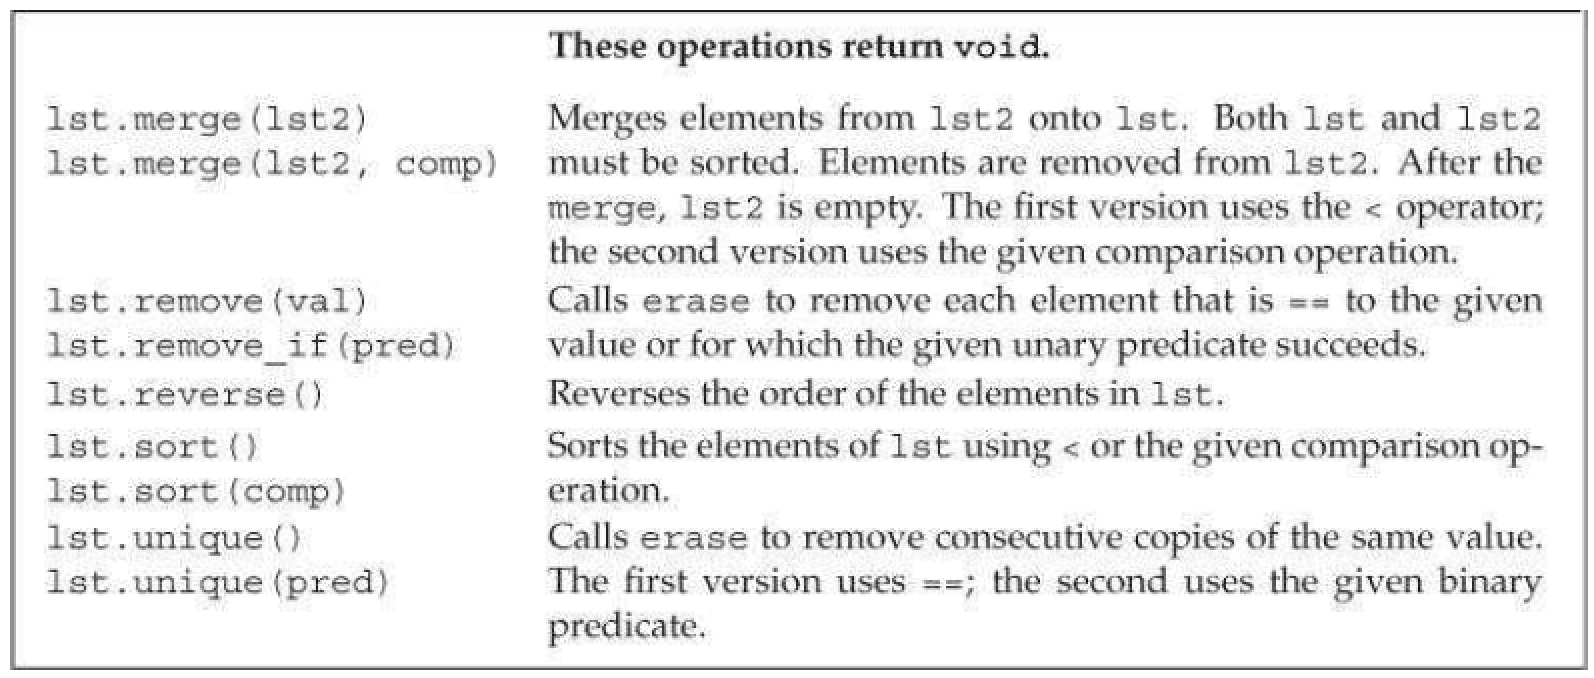 These operations return void.
lst.merge(lst2) Merges elements from lst2 onto lst. Both lst and lst2
lst.merge(lst2, comp) must be sorted. Elements are removed from lst2. After the
merge, lst2 is empty. The first version uses the < operator;
the second version uses the given comparison operation.
lst.remove(val) Calls erase to remove each element that is == to the given
lst.remove_if(pred) value or for which the given unary predicate succeeds.
lst.reverse() Reverses the order of the elements in lst.
lst.sort() Sorts the elements of lst using < or the given comparison op-
lst.sort(comp) eration.
lst.unique() Calls erase to remove consecutive copies of the same value.
lst.unique(pred) The first version uses ==; the second uses the given binary
predicate.